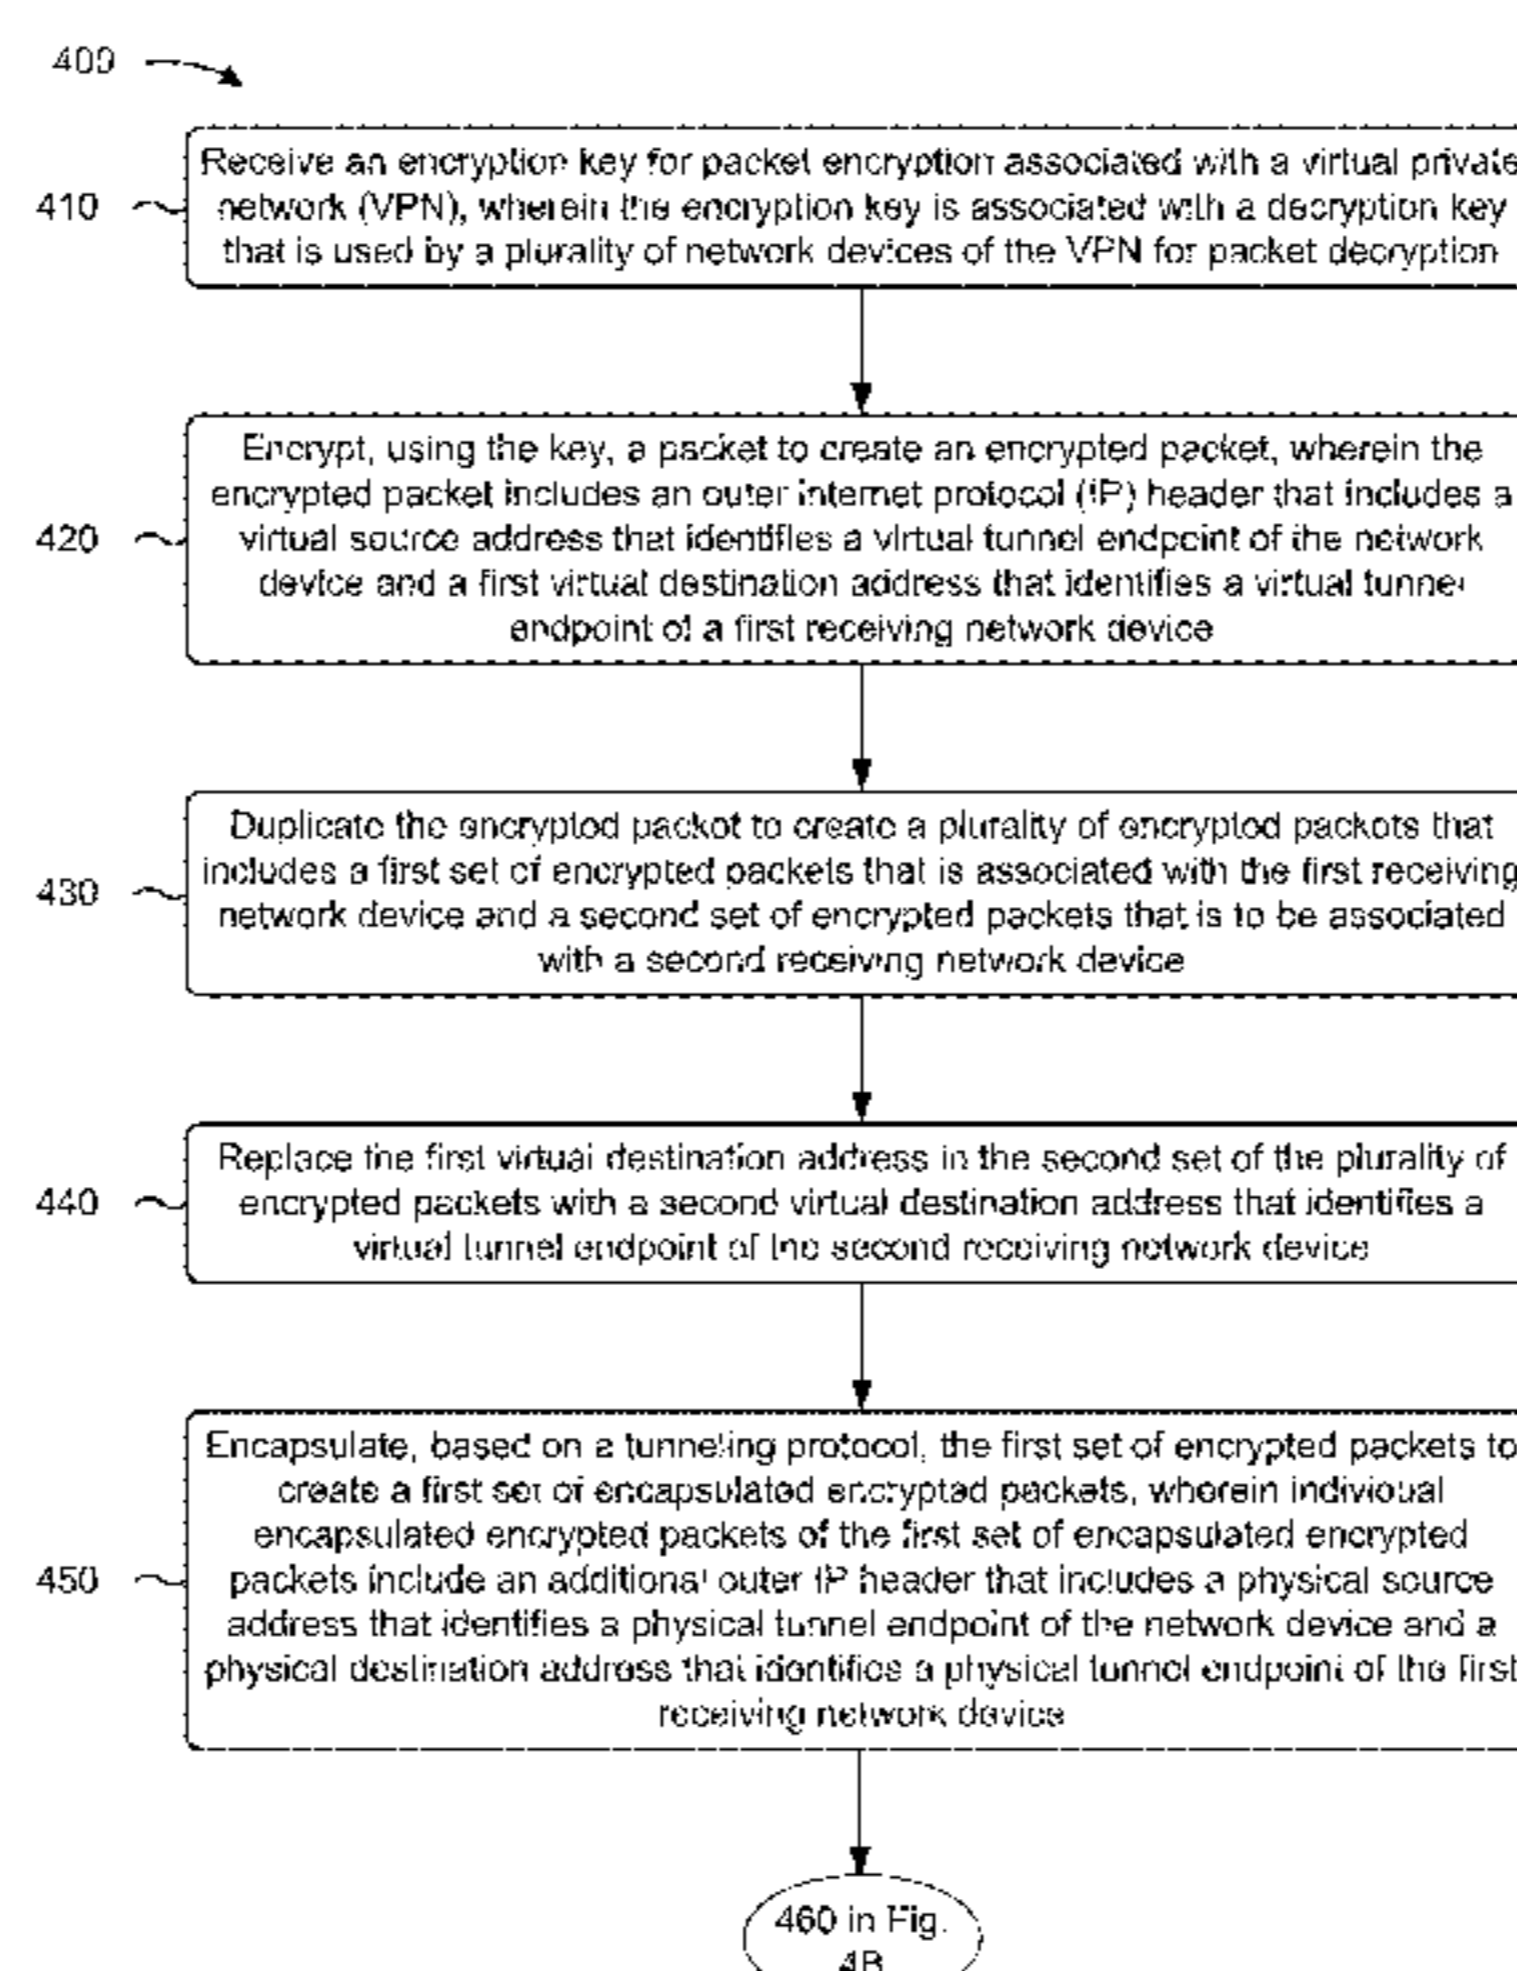 400
Receive an encryption key for packet encryption associated with a virtual private
410
network (VPN), wherein the encryption key is associated with a decryption key
that is used by a plurality of network devices of the VPN for packet decryption
Encrypt, using the key, a packet to create an encrypted packet, wherein the
encrypted packet includes an outer internet protocol (IP) header that includes a
420
virtual source address that identifies a virtual tunnel endpoint of the network
device and a first virtual destination address that identifies a virtual tunnel
endpoint of a first receiving network device
Duplicate the encrypted packet to create a plurality of encrypted packets that
includes a first set of encrypted packets that is associated with the first receiving
430
network device and a second set of encrypted packets that is to be associated
with a second receiving network device
Replace the first virtual destination address in the second set of the plurality of
440
encrypted packets with a second virtual destination address that identifies a
virtual tunnel endpoint of the second receiving network device
Encapsulate, based on a tunneling protocol, the first set of encrypted packets to
create a first set of encapsulated encrypted packets, wherein individual
encapsulated encrypted packets of the first set of encapsulated encrypted
450
packets include an additional outer IP header that includes a physical source
address that identifies a physical tunnel endpoint of the network device and a
physical destination address that identifies a physical tunnel endpoint of the first
receiving network device
460 in Fig.
4B